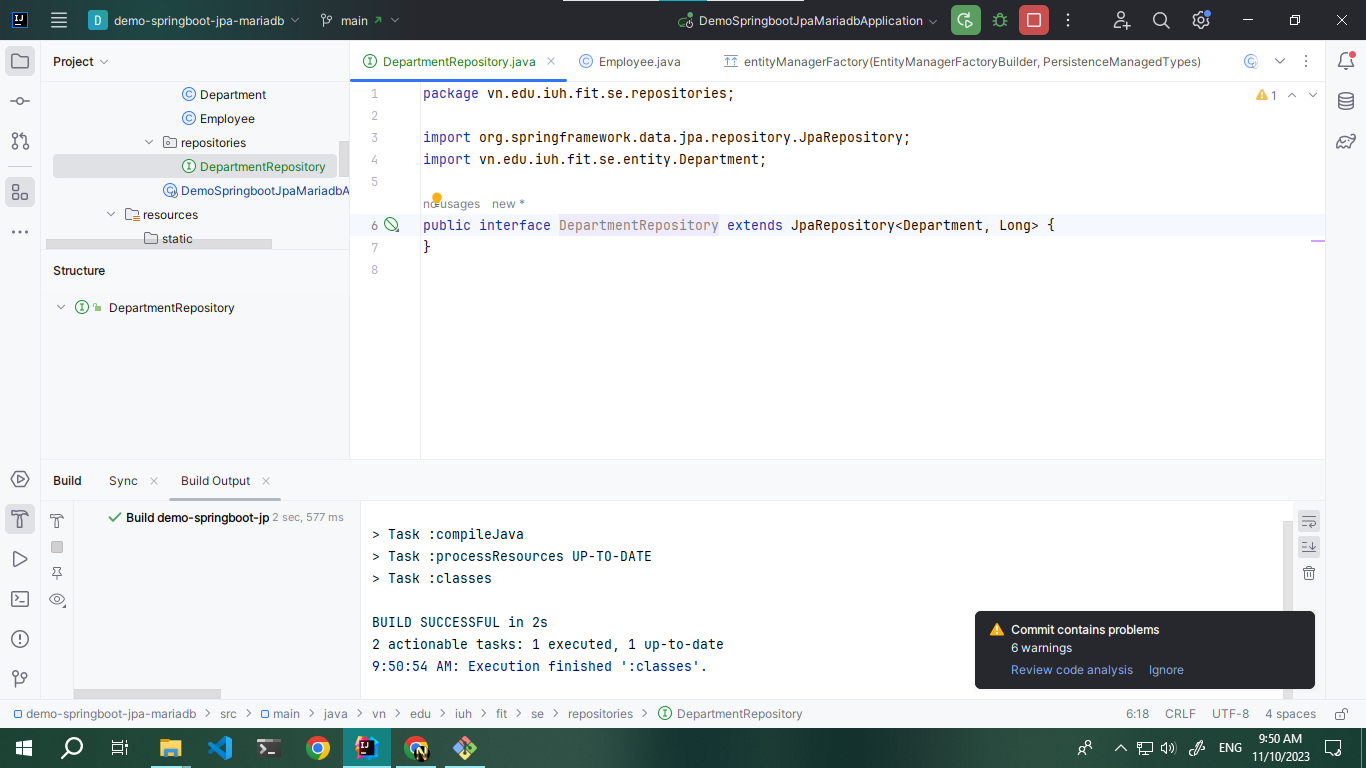 D demo-springboot-jpa-mariadb main DemoSpringbootJpaMariadbApplication
Project
Department
Employee
repositories
DepartmentRepository
DemoSpringbootJpaMariadbA
resources
static
Structure
DepartmentRepository
DepartmentRepository.java Employee.java entityManagerFactory(EntityManagerFactoryBuilder, PersistenceManagedTypes)
1 package vn.edu.iuh.fit.se.repositories;
2
3 import org.springframework.data.jpa.repository.JpaRepository;
4 import vn.edu.iuh.fit.se.entity.Department;
5
no usages new *
6 public interface DepartmentRepository extends JpaRepository<Department, Long> {
7 }
8
1
Build Sync Build Output
Build demo-springboot-jp 2 sec, 577 ms
> Task :compileJava
> Task :processResources UP-TO-DATE
> Task :classes
BUILD SUCCESSFUL in 2s
2 actionable tasks: 1 executed, 1 up-to-date
9:50:54 AM: Execution finished ':classes'.
Commit contains problems
6 warnings
Review code analysis Ignore
demo-springboot-jpa-mariadb > src > main > java > vn > edu > iuh > fit > se > repositories > DepartmentRepository 6:18 CRLF UTF-8 4 spaces
ENG 9:50 AM
11/10/2023